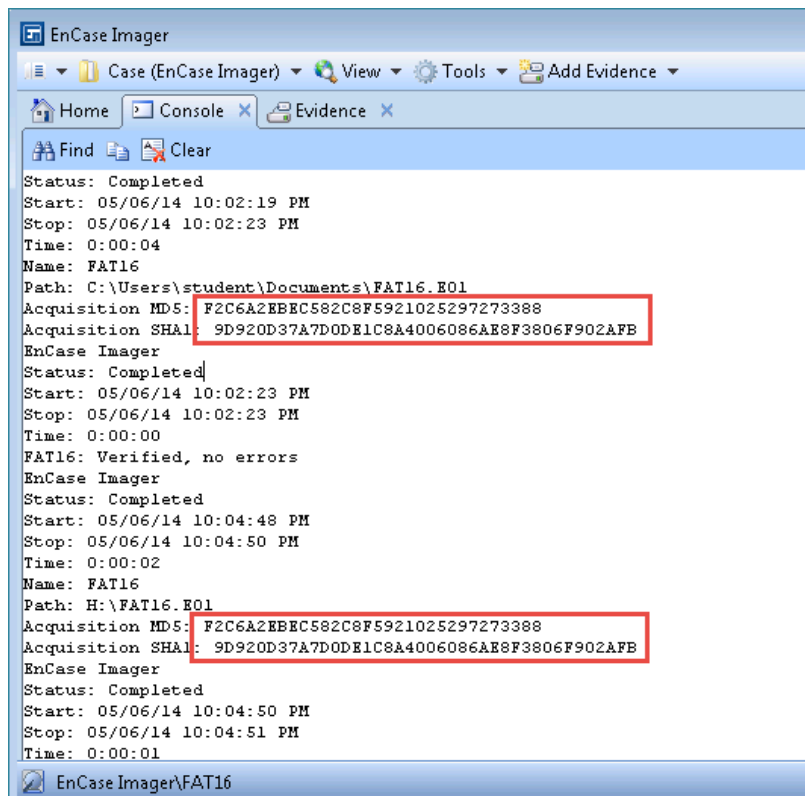 EnCase Imager
Case (EnCase Imager) View Tools Add Evidence
Home Console Evidence
Find Clear
Status: Completed
Start: 05/06/14 10:02:19 PM
Stop: 05/06/14 10:02:23 PM
Time: 0:00:04
Name: FAT16
Path: C:\Users\student\Documents\FAT16.E01
Acquisition MD5: F2C6A2EBEC582C8F5921025297273388
Acquisition SHA1: 9D920D37A7D0DE1C8A4006086AE8F3806F902AFB
EnCase Imager
Status: Completed
Start: 05/06/14 10:02:23 PM
Stop: 05/06/14 10:02:23 PM
Time: 0:00:00
FAT16: Verified, no errors
EnCase Imager
Status: Completed
Start: 05/06/14 10:04:48 PM
Stop: 05/06/14 10:04:50 PM
Time: 0:00:02
Name: FAT16
Path: H:\FAT16.E01
Acquisition MD5: F2C6A2EBEC582C8F5921025297273388
Acquisition SHA1: 9D920D37A7D0DE1C8A4006086AE8F3806F902AFB
EnCase Imager
Status: Completed
Start: 05/06/14 10:04:50 PM
Stop: 05/06/14 10:04:51 PM
Time: 0:00:01
EnCase Imager\FAT16